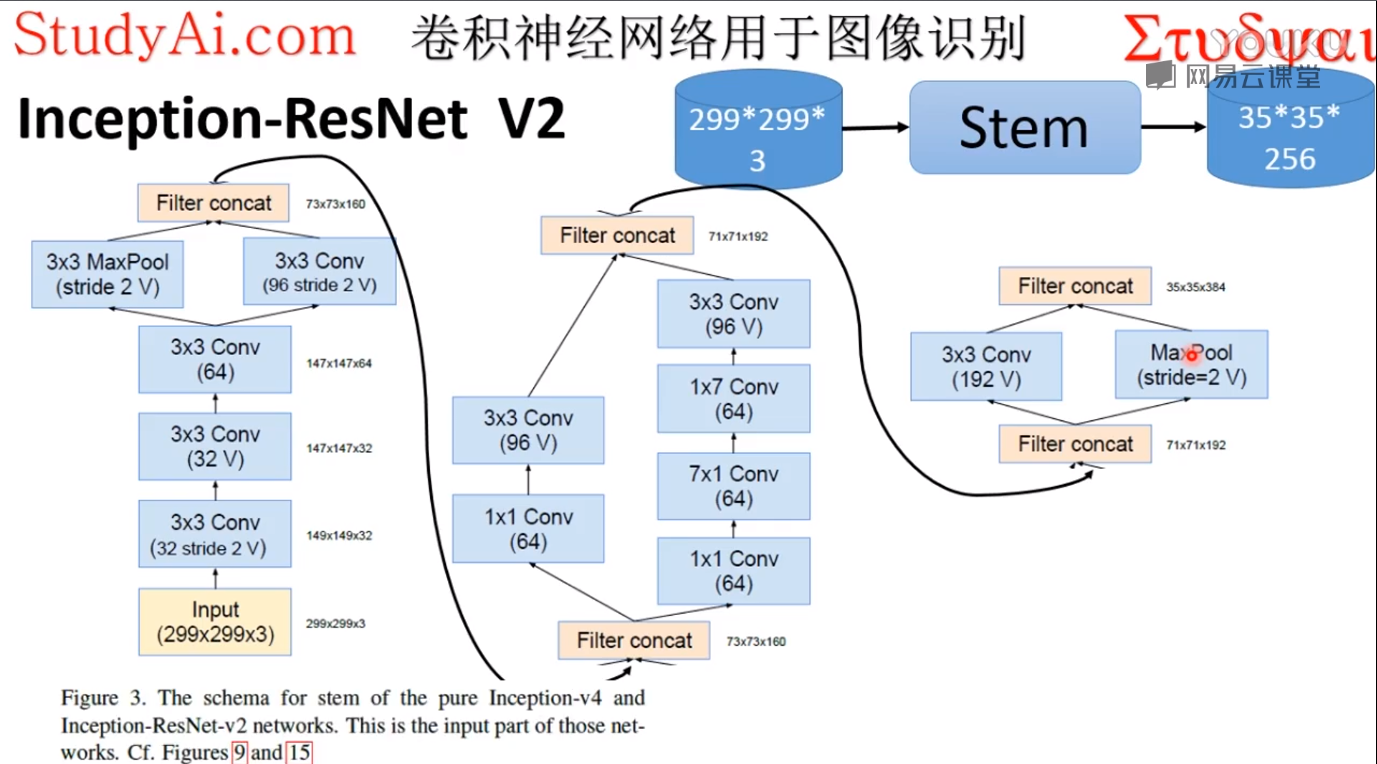 StudyAi.com
卷积神经网络用于图像识别
Στυδψαι
YOUKU
网易云课堂
Inception-ResNet V2
299*299*
3
Stem
35*35*
256
Filter concat
73x73x160
3x3 MaxPool
(stride 2 V)
3x3 Conv
(96 stride 2 V)
3x3 Conv
(64)
147x147x64
3x3 Conv
(32 V)
147x147x32
3x3 Conv
(32 stride 2 V)
149x149x32
Input
(299x299x3)
299x299x3
Filter concat
71x71x192
3x3 Conv
(96 V)
1x7 Conv
(64)
3x3 Conv
(96 V)
7x1 Conv
(64)
1x1 Conv
(64)
1x1 Conv
(64)
Filter concat
73x73x160
Filter concat
35x35x384
3x3 Conv
(192 V)
MaxPool
(stride=2 V)
Filter concat
71x71x192
Figure 3. The schema for stem of the pure Inception-v4 and
Inception-ResNet-v2 networks. This is the input part of those net-
works. Cf. Figures 9 and 15